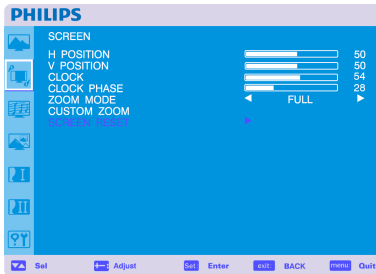 PHILIPS
SCREEN
H POSITION 50
V POSITION 50
CLOCK 54
CLOCK PHASE 28
ZOOM MODE FULL
CUSTOM ZOOM
SCREEN RESET
Sel Adjust Set Enter exit BACK menu Quit